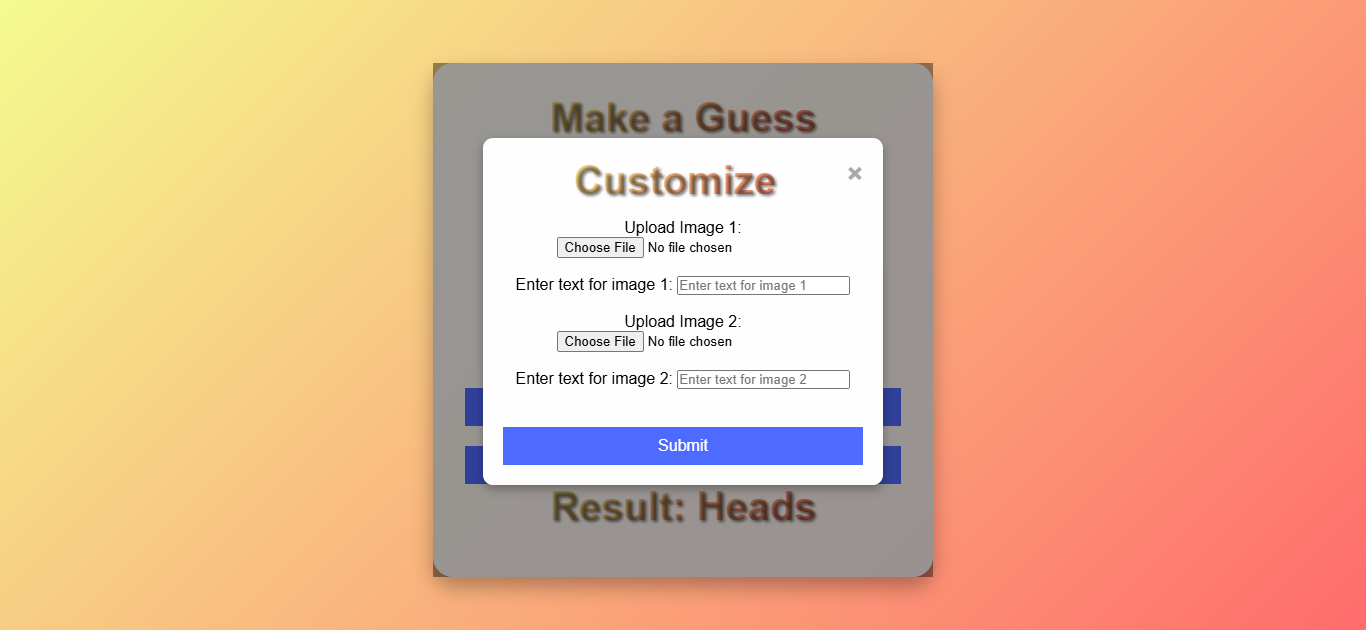 Make a Guess
Customize ×
Upload Image 1:
Choose File No file chosen
Enter text for image 1: Enter text for image 1
Upload Image 2:
Choose File No file chosen
Enter text for image 2: Enter text for image 2
Submit
Result: Heads